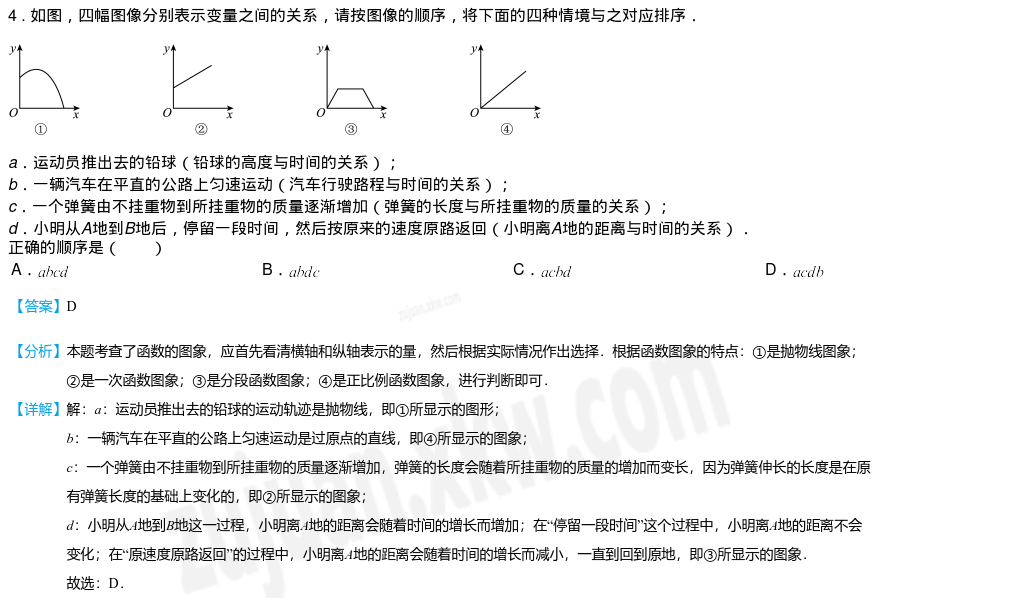 4．如图，四幅图像分别表示变量之间的关系，请按图像的顺序，将下面的四种情境与之对应排序．
y y y y
O x O x O x O x
① ② ③ ④
a．运动员推出去的铅球（铅球的高度与时间的关系）；
b．一辆汽车在平直的公路上匀速运动（汽车行驶路程与时间的关系）；
c．一个弹簧由不挂重物到所挂重物的质量逐渐增加（弹簧的长度与所挂重物的质量的关系）；
d．小明从A地到B地后，停留一段时间，然后按原来的速度原路返回（小明离A地的距离与时间的关系）．
正确的顺序是（　　）
A．abcd B．abdc C．acbd D．acdb
【答案】D
zujuan.xkw.com
【分析】本题考查了函数的图象，应首先看清横轴和纵轴表示的量，然后根据实际情况作出选择．根据函数图象的特点：①是抛物线图象；
②是一次函数图象；③是分段函数图象；④是正比例函数图象，进行判断即可．
【详解】解：a：运动员推出去的铅球的运动轨迹是抛物线，即①所显示的图形；
b：一辆汽车在平直的公路上匀速运动是过原点的直线，即④所显示的图象；
c：一个弹簧由不挂重物到所挂重物的质量逐渐增加，弹簧的长度会随着所挂重物的质量的增加而变长，因为弹簧伸长的长度是在原
有弹簧长度的基础上变化的，即②所显示的图象；
d：小明从A地到B地这一过程，小明离A地的距离会随着时间的增长而增加；在“停留一段时间”这个过程中，小明离A地的距离不会
变化；在“原速度原路返回”的过程中，小明离A地的距离会随着时间的增长而减小，一直到回到原地，即③所显示的图象．
故选：D．
zujuan.xkw.com